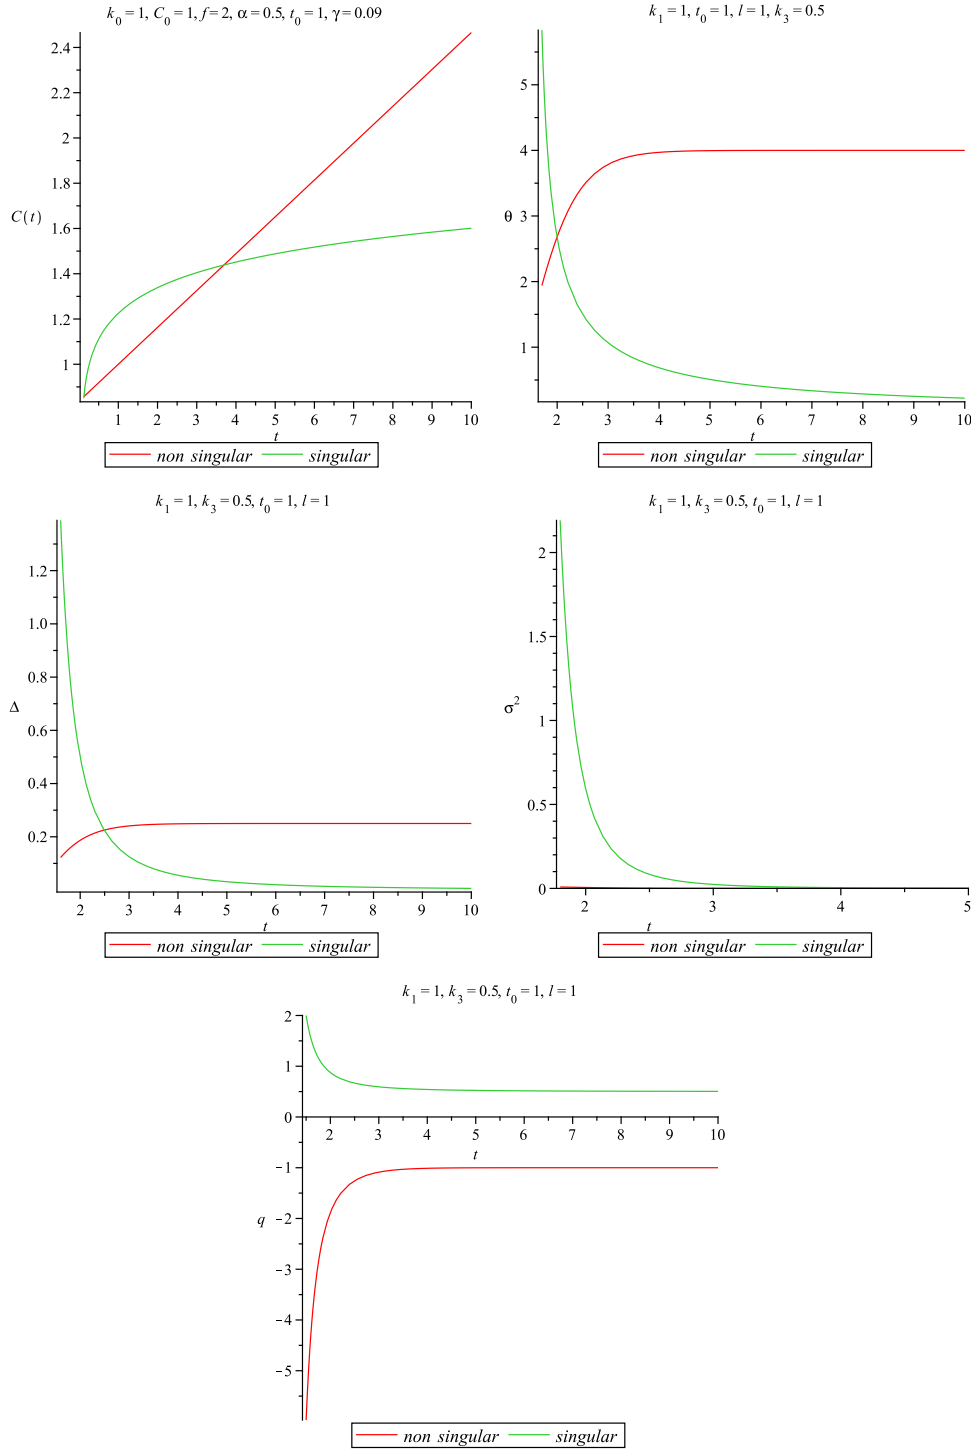 k₀ = 1, C₀ = 1, f = 2, α = 0.5, t₀ = 1, γ = 0.09
2.4
2.2
2
1.8
C(t)
1.6
1.4
1.2
1
1 2 3 4 5 6 7 8 9 10
t
non singular singular
k₁ = 1, t₀ = 1, l = 1, k₃ = 0.5
5
4
θ
3
2
1
2 3 4 5 6 7 8 9 10
t
non singular singular
k₁ = 1, k₃ = 0.5, t₀ = 1, l = 1
1.2
1.0
0.8
Δ
0.6
0.4
0.2
2 3 4 5 6 7 8 9 10
t
non singular singular
k₁ = 1, k₃ = 0.5, t₀ = 1, l = 1
2
1.5
σ²
1
0.5
0
2 3 4 5
t
non singular singular
k₁ = 1, k₃ = 0.5, t₀ = 1, l = 1
2
1
0
2 3 4 5 6 7 8 9 10
t
−1
q −2
−3
−4
−5
non singular singular